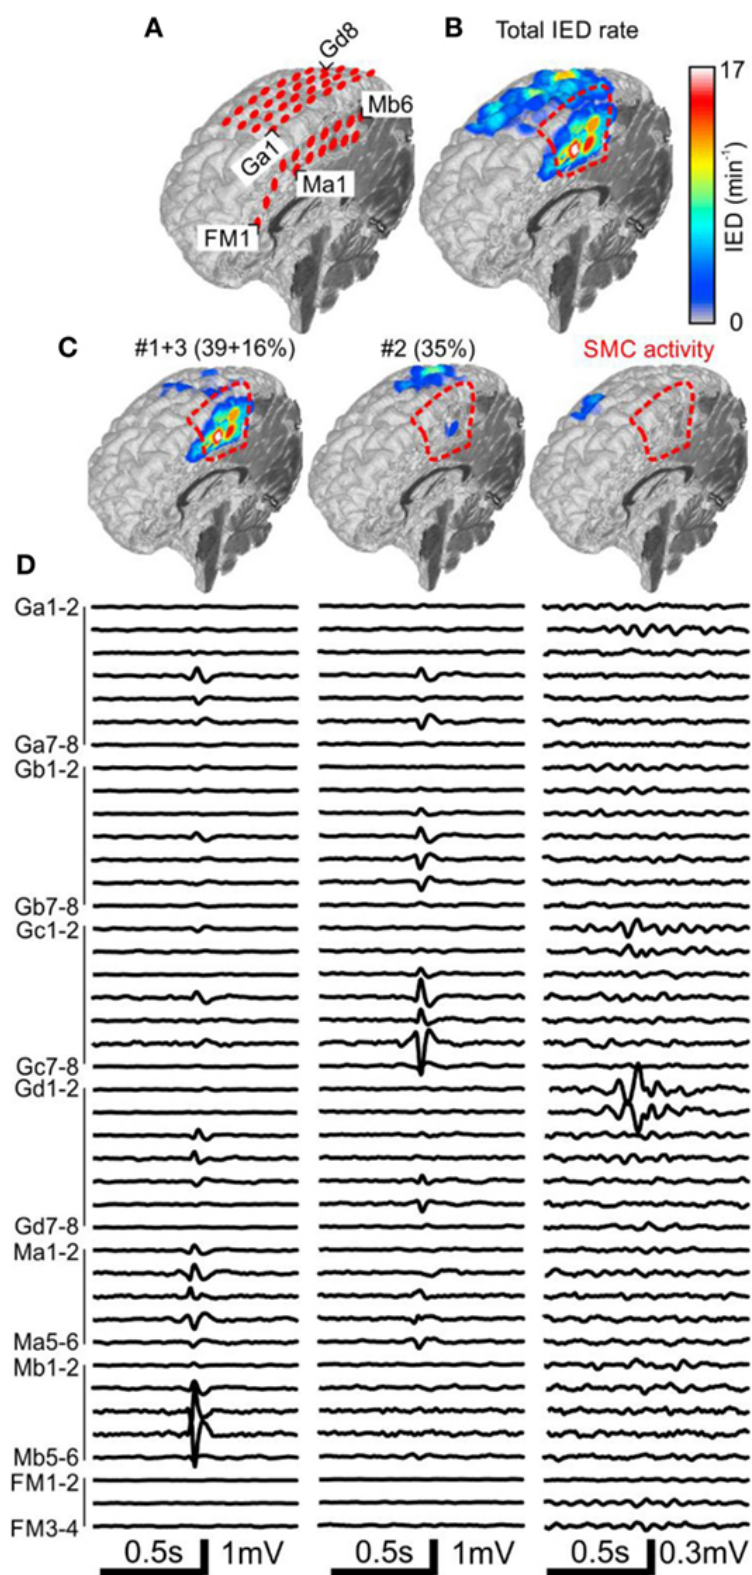 A
Gd8
Mb6
Ga1
Ma1
FM1
B
Total IED rate
17
IED (min⁻¹)
0
C
#1+3 (39+16%)
#2 (35%)
SMC activity
D
Ga1-2
Ga7-8
Gb1-2
Gb7-8
Gc1-2
Gc7-8
Gd1-2
Gd7-8
Ma1-2
Ma5-6
Mb1-2
Mb5-6
FM1-2
FM3-4
0.5s 1mV
0.5s 1mV
0.5s 0.3mV